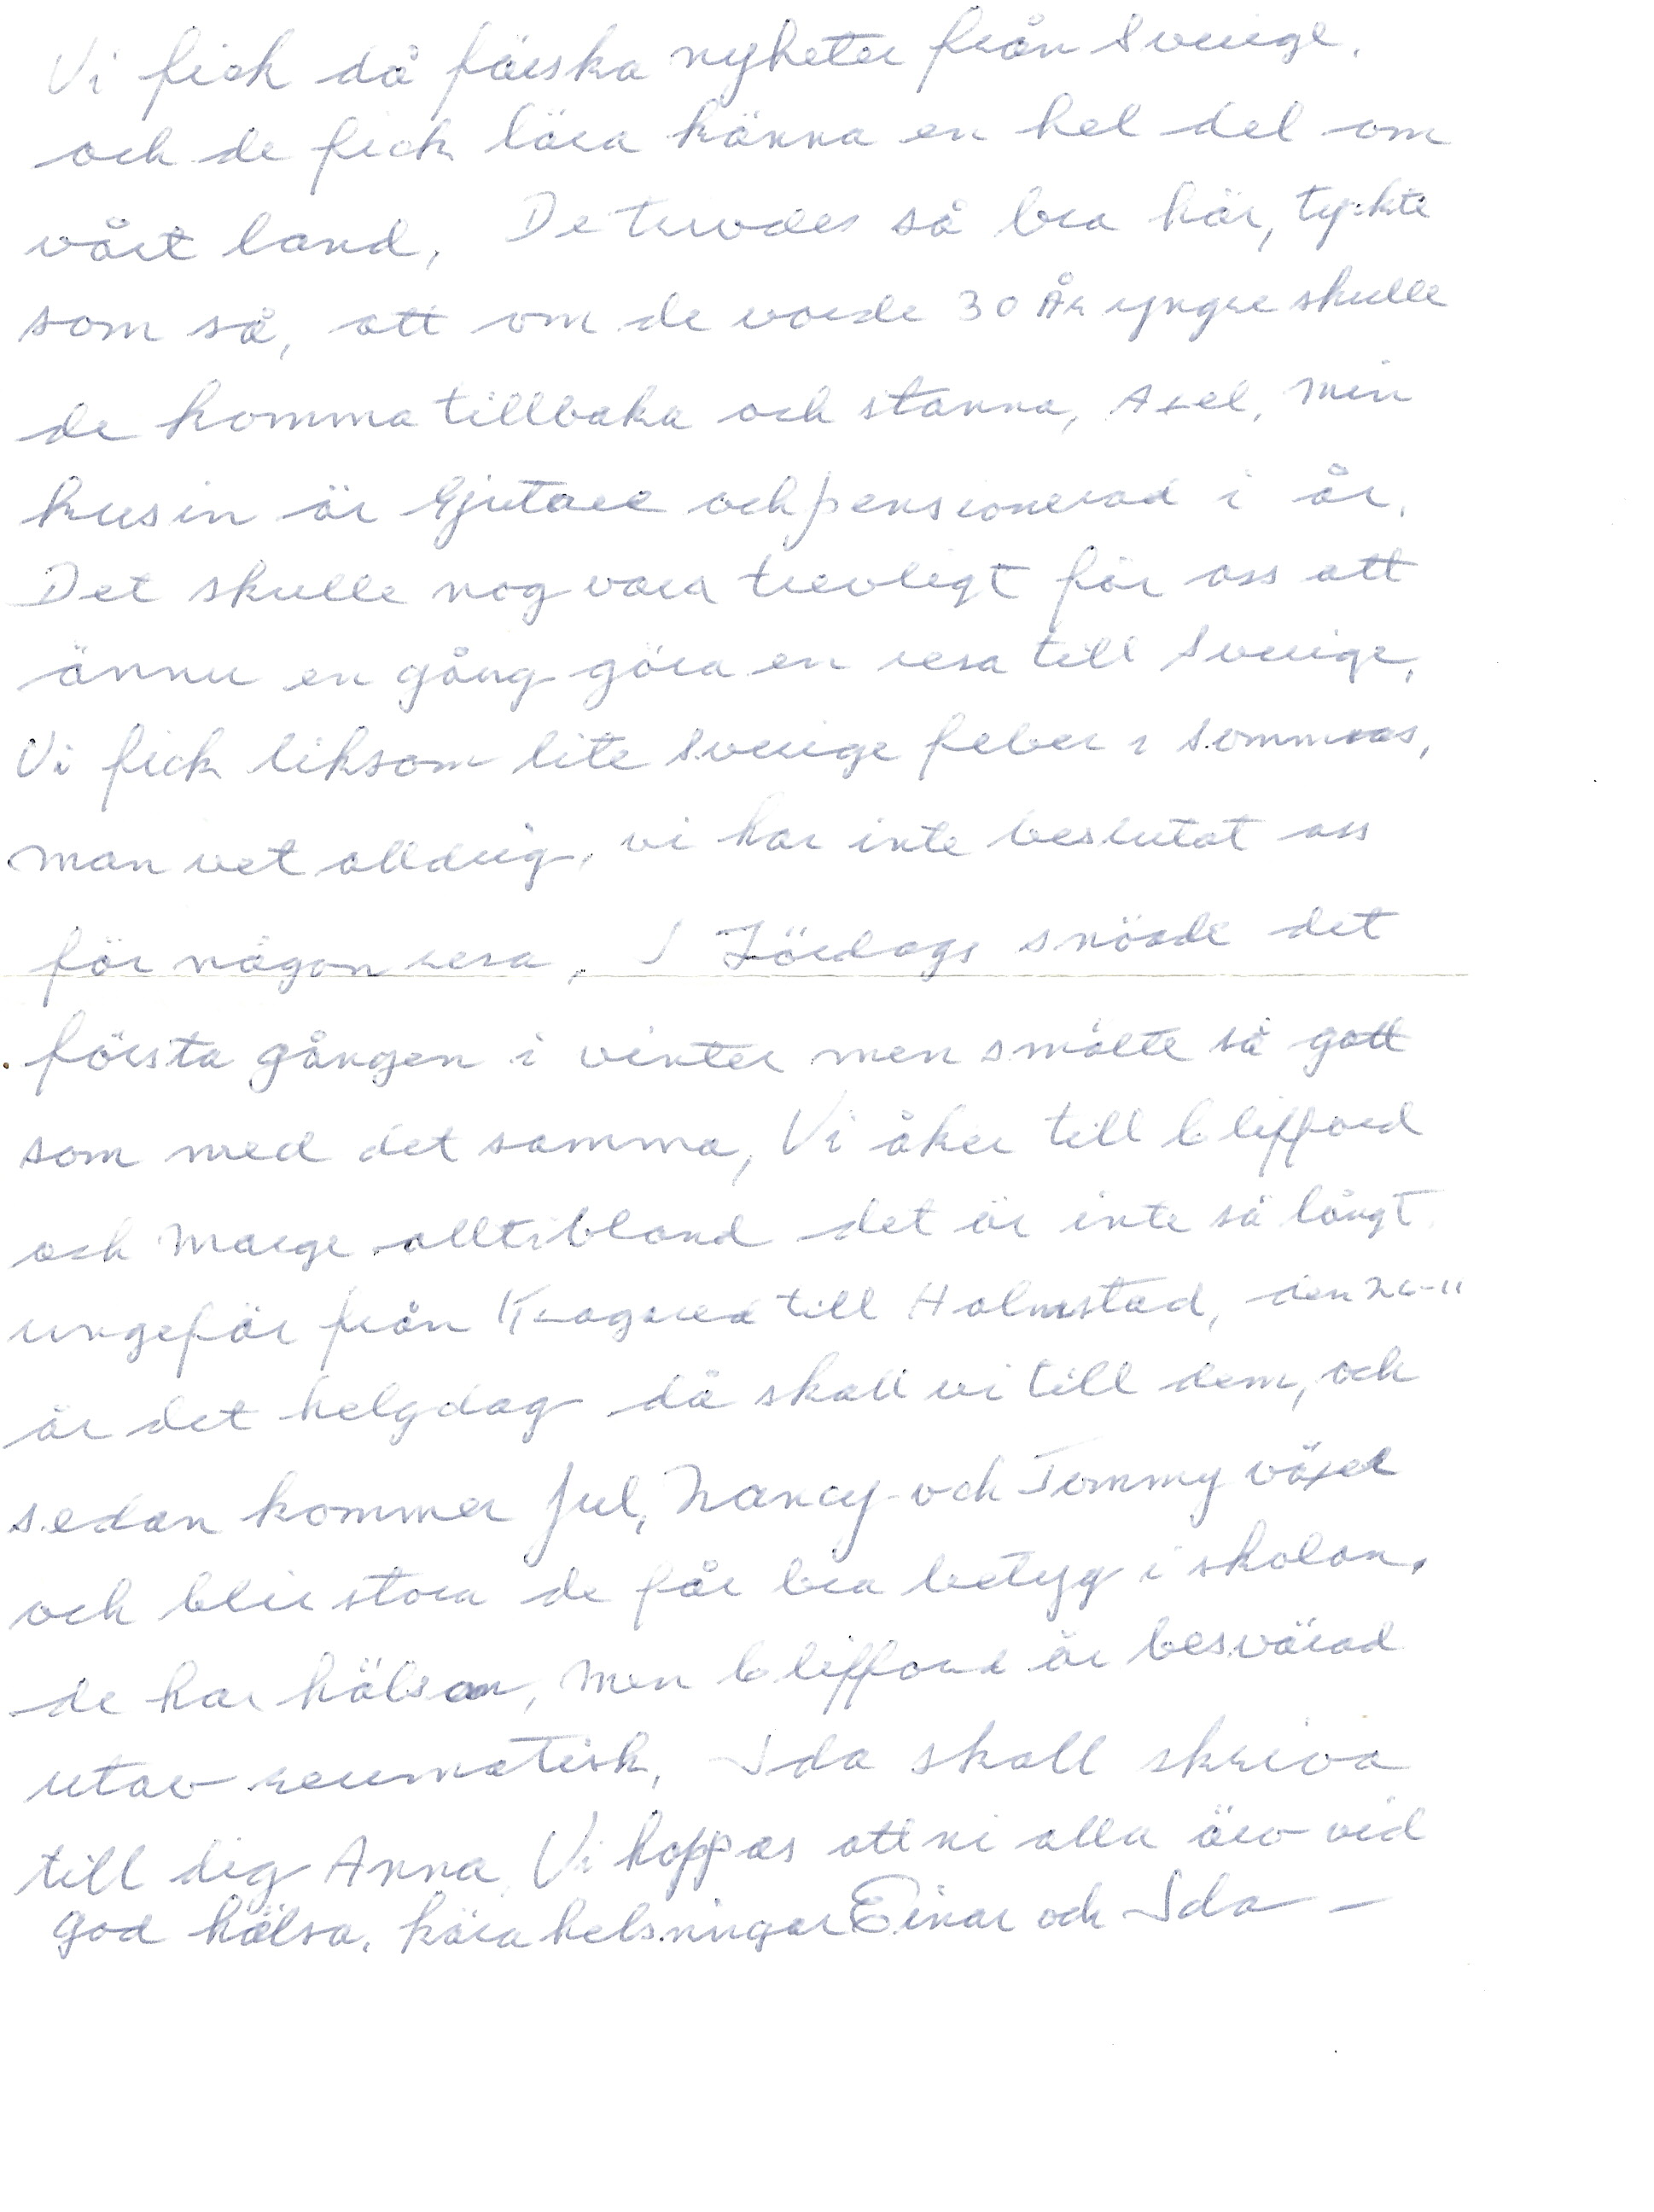 Vi fick då färska nyheter från Sverige.
och de fick lära känna en hel del om
vårt land, De trivdes så bra här, tyckte
som så, att om de vorde 30 År yngre skulle
de komma tillbaka och stanna, Axel, min
kusin är Gjutare och pensionerad i år.
Det skulle nog vara trevligt för oss att
ännu en gång göra en resa till Sverige,
Vi fick liksom lite Sverige feber i sommras,
man vet alldrig, vi har inte beslutat oss
för någon resa, I Lördags snöade det
första gången i vinter men smälte så gott
som med det samma, Vi åker till Clifford
och Marge alltibland det är inte så långt
ungefär från Knagared till Halmstad, den
är det helgdag då skall vi till dem, och
sedan kommer Jul, Nancy och Tommy växer
och blir stora de får bra betyg i skolan,
de har hälsan, men Clifford är besvärad
utav reumatisk, Ida skall skriva
till dig Anna, Vi hoppas att ni alla äro vid
god hälsa. kära helsningar Einar och Ida –